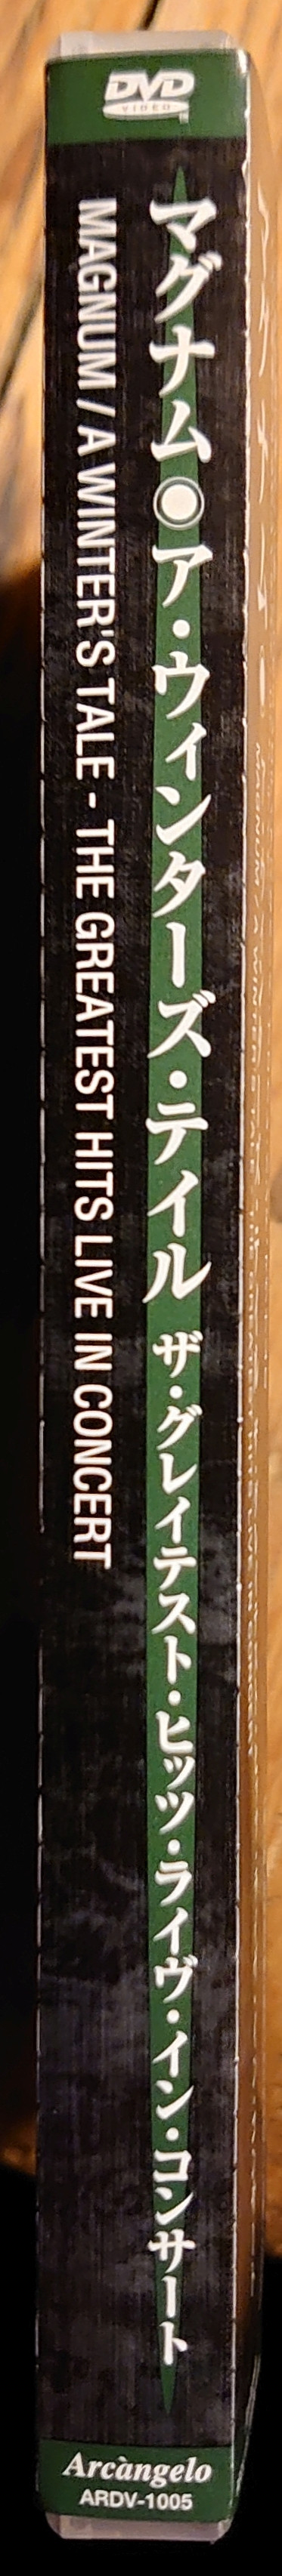 DVD
VIDEO
マグナム◎ア・ウィンターズ・テイル ザ・グレイテスト・ヒッツ・ライヴ・イン・コンサート
MAGNUM / A WINTER'S TALE - THE GREATEST HITS LIVE IN CONCERT
Arcàngelo
ARDV-1005